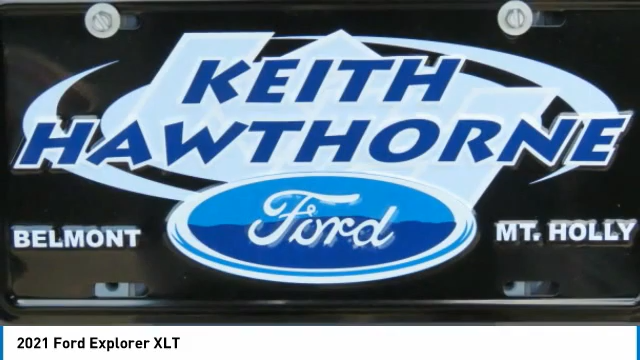 KEITH
HAWTHORNE
Ford
BELMONT
MT. HOLLY
2021 Ford Explorer XLT